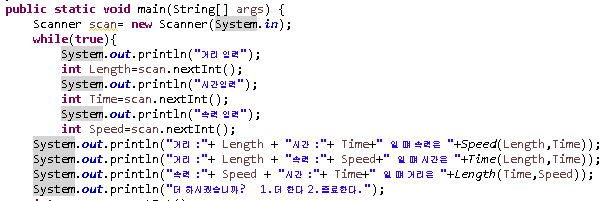 public static void main(String[] args) {
Scanner scan= new Scanner(System.in);
while(true){
System.out.println("거리입력");
int Length=scan.nextInt();
System.out.println("시간입력");
int Time=scan.nextInt();
System.out.println("속력입력");
int Speed=scan.nextInt();
System.out.println("거리 :"+ Length + "시간 :"+ Time+" 일 때 속력은 "+Speed(Length,Time));
System.out.println("거리 :"+ Length + "속력 :"+ Speed+" 일 때 시간은 "+Time(Length,Time));
System.out.println("속력 :"+ Speed + "시간 :"+ Time+" 일 때 거리은 "+Length(Time,Speed));
System.out.println("더 하시겠습니까?  1.더 한다 2.종료한다.");